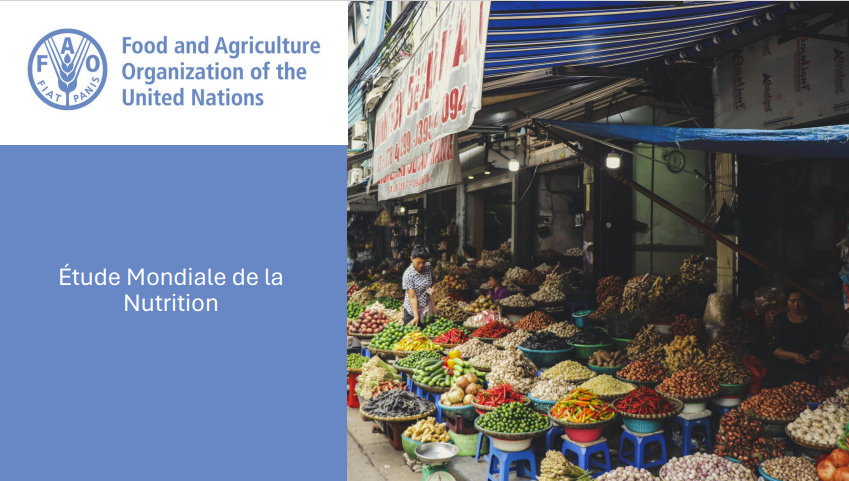 FAO
FIAT PANIS
Food and Agriculture
Organization of the
United Nations
Étude Mondiale de la
Nutrition